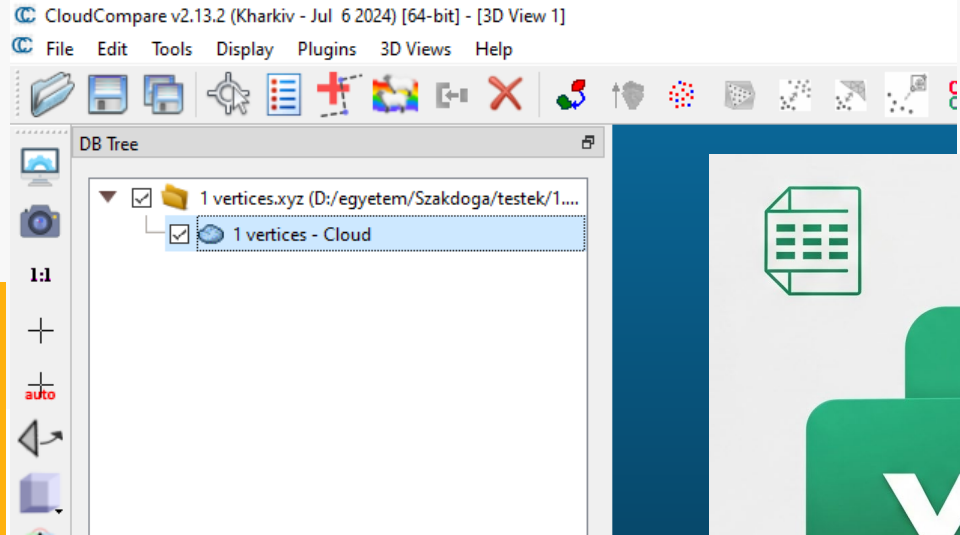 CloudCompare v2.13.2 (Kharkiv - Jul 6 2024) [64-bit] - [3D View 1]
File Edit Tools Display Plugins 3D Views Help
DB Tree
1 vertices.xyz (D:/egyetem/Szakdoga/testek/1....
1 vertices - Cloud
1:1
auto